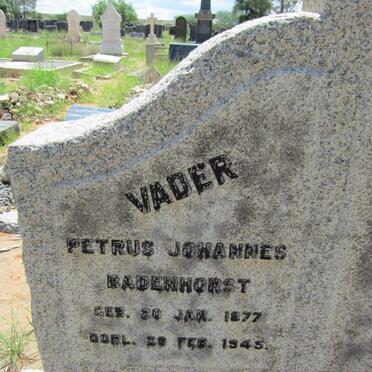 VADER
PETRUS JOHANNES
BADENHORST
GEB. 20 JAN. 1877
OORL. 28 FEB. 1945.